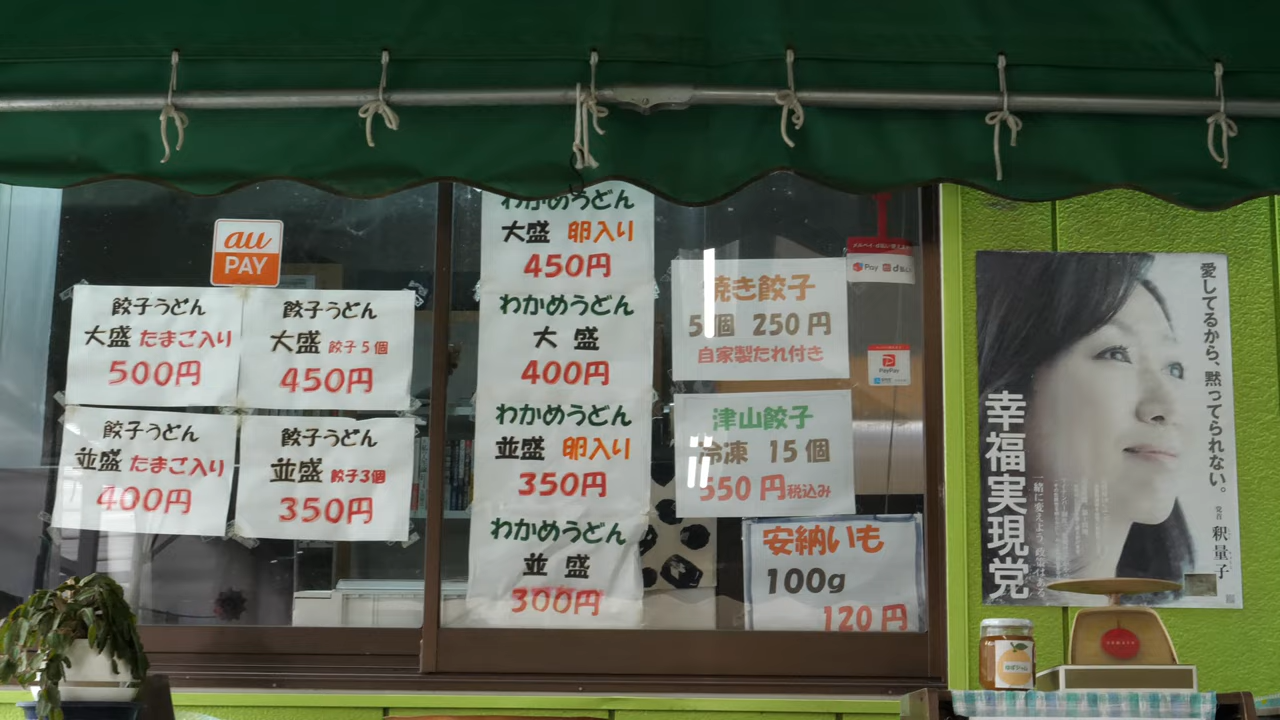 au
PAY
餃子うどん
大盛 たまご入り
500円
餃子うどん
大盛 餃子5個
450円
餃子うどん
並盛 たまご入り
400円
餃子うどん
並盛 餃子3個
350円
わかめうどん
大盛 卵入り
450円
わかめうどん
大 盛
400円
わかめうどん
並盛 卵入り
350円
わかめうどん
並 盛
300円
焼き餃子
5個 250円
自家製たれ付き
津山餃子
冷凍 15個
550円税込み
安納いも
100g
120円
Pay d払い
PayPay
愛してるから、黙ってられない。
党首 釈量子
幸福実現党
YAMATO